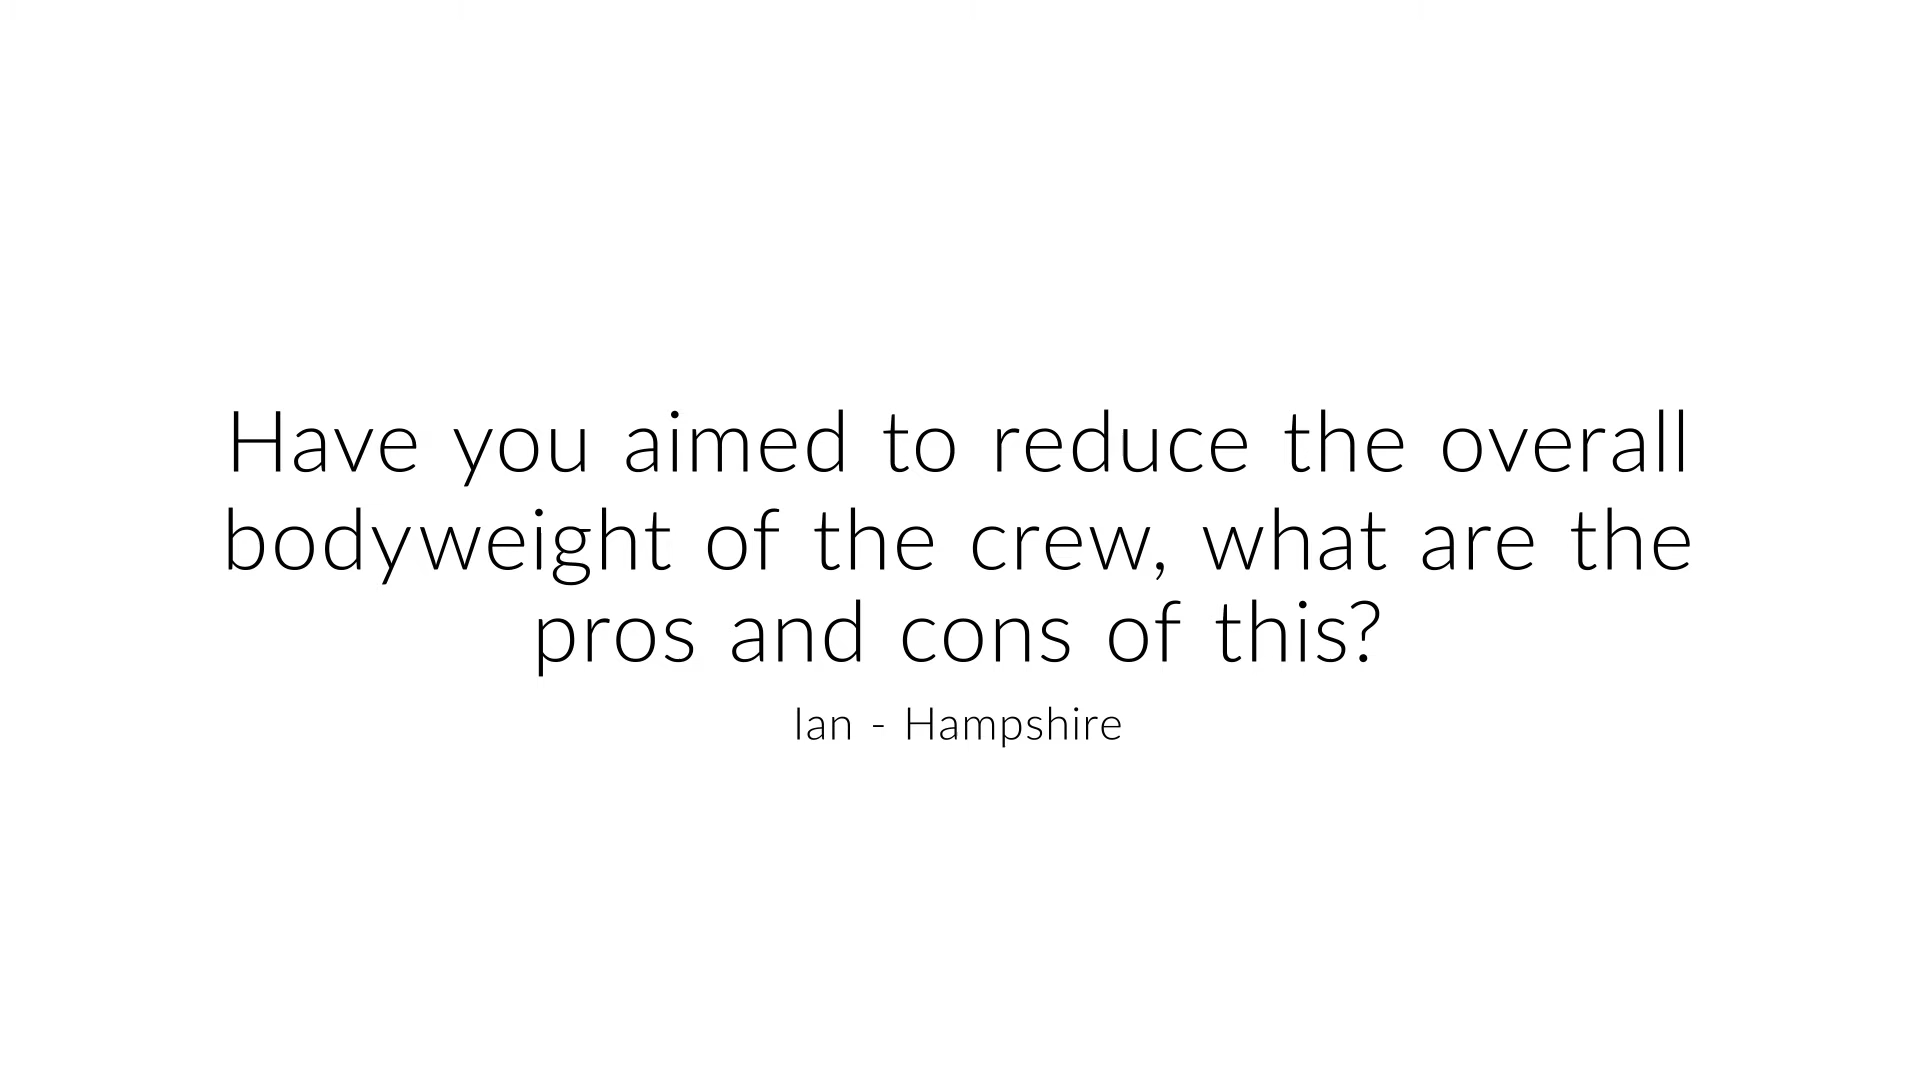 Have you aimed to reduce the overall
bodyweight of the crew, what are the
pros and cons of this?
Ian - Hampshire